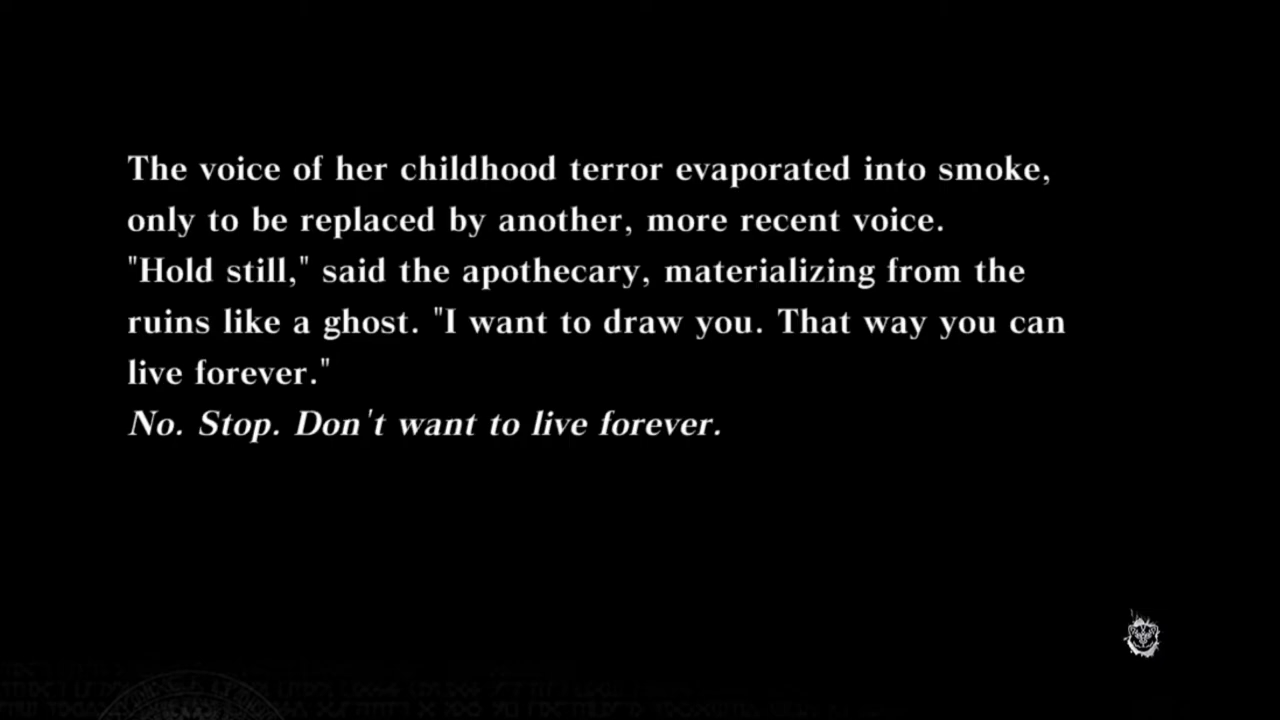 The voice of her childhood terror evaporated into smoke,
only to be replaced by another, more recent voice.
"Hold still," said the apothecary, materializing from the
ruins like a ghost. "I want to draw you. That way you can
live forever."
No. Stop. Don't want to live forever.